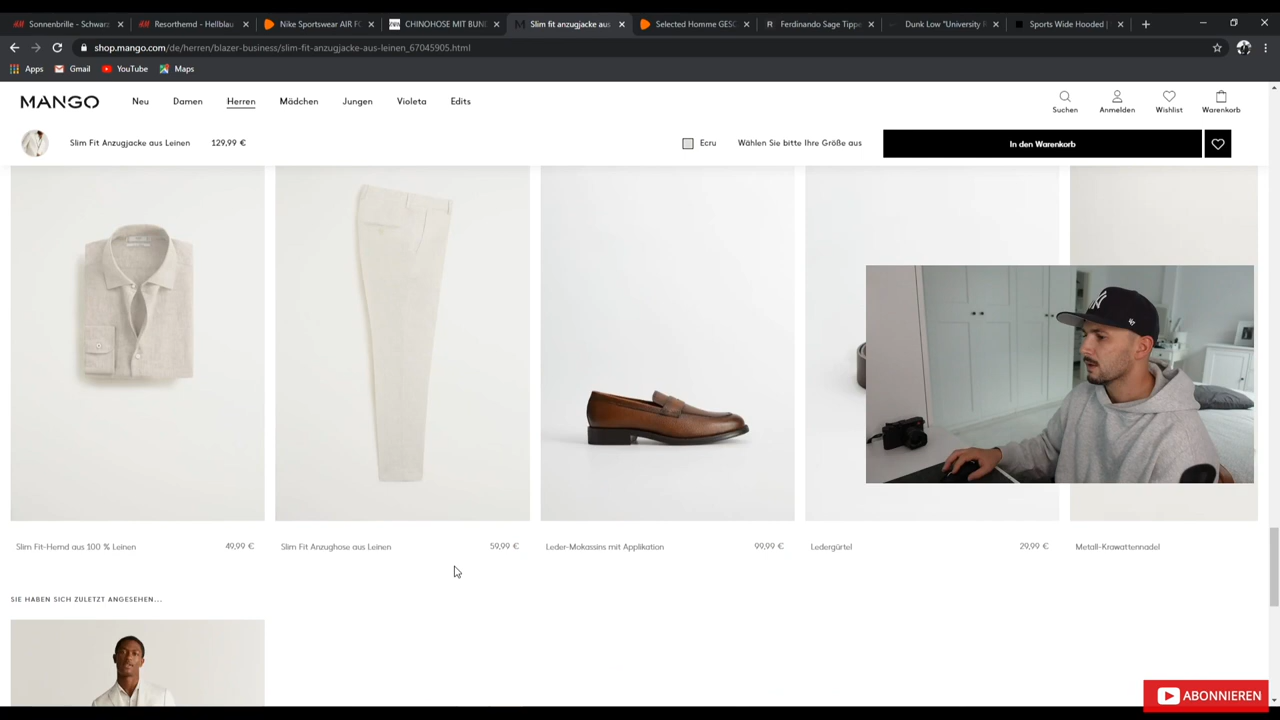 Sonnenbrille - Schwarz
Resorthemd - Hellblau
Nike Sportswear AIR FO
CHINOHOSE MIT BUN
Slim fit anzugjacke aus
Selected Homme GESC
Ferdinando Sage Tippe
Dunk Low "University R
Sports Wide Hooded
shop.mango.com/de/herren/blazer-business/slim-fit-anzugjacke-aus-leinen_67045905.html
Apps Gmail YouTube Maps
MANGO Neu Damen Herren Mädchen Jungen Violeta Edits
Suchen Anmelden Wishlist Warenkorb
Slim Fit Anzugjacke aus Leinen 129,99 € Ecru Wählen Sie bitte Ihre Größe aus In den Warenkorb
Slim Fit-Hemd aus 100 % Leinen 49,99 €
Slim Fit Anzughose aus Leinen 59,99 €
Leder-Mokassins mit Applikation 99,99 €
Ledergürtel 29,99 €
Metall-Krawattennadel
SIE HABEN SICH ZULETZT ANGESEHEN...
ABONNIEREN